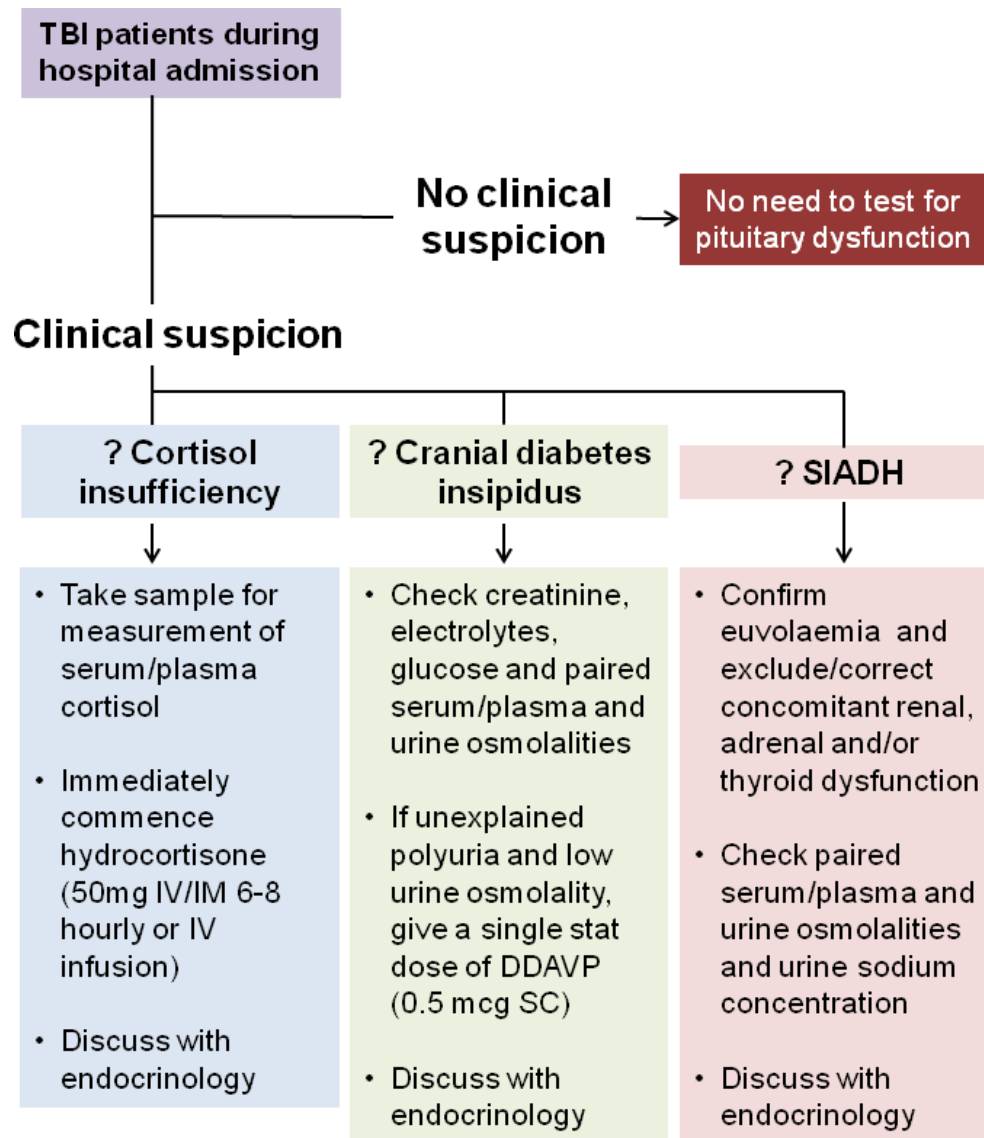 TBI patients during
hospital admission
No clinical
suspicion
No need to test for
pituitary dysfunction
Clinical suspicion
? Cortisol
insufficiency
? Cranial diabetes
insipidus
? SIADH
• Take sample for
measurement of
serum/plasma
cortisol
• Immediately
commence
hydrocortisone
(50mg IV/IM 6-8
hourly or IV
infusion)
• Discuss with
endocrinology
• Check creatinine,
electrolytes,
glucose and paired
serum/plasma and
urine osmolalities
• If unexplained
polyuria and low
urine osmolality,
give a single stat
dose of DDAVP
(0.5 mcg SC)
• Discuss with
endocrinology
• Confirm
euvolaemia and
exclude/correct
concomitant renal,
adrenal and/or
thyroid dysfunction
• Check paired
serum/plasma and
urine osmolalities
and urine sodium
concentration
• Discuss with
endocrinology